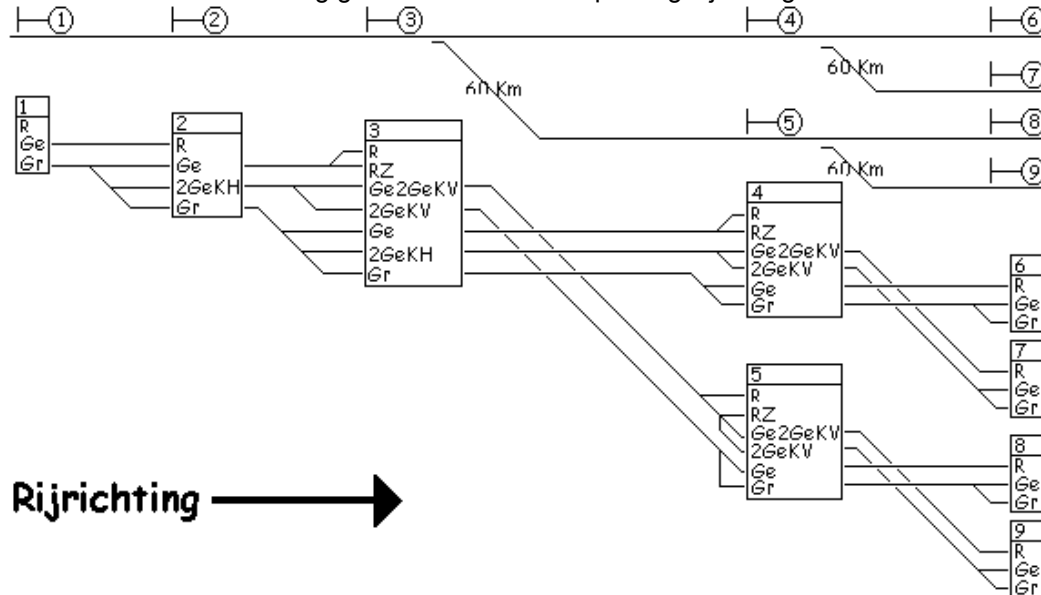 1 2 3 4 6
60 Km
60 Km
7
5 8
60 Km
9
1
R
Ge
Gr
2
R
Ge
2GeKH
Gr
3
R
RZ
Ge2GeKV
2GeKV
Ge
2GeKH
Gr
4
R
RZ
Ge2GeKV
2GeKV
Ge
Gr
5
R
RZ
Ge2GeKV
2GeKV
Ge
Gr
6
R
Ge
Gr
7
R
Ge
Gr
8
R
Ge
Gr
9
R
Ge
Gr
Rijrichting